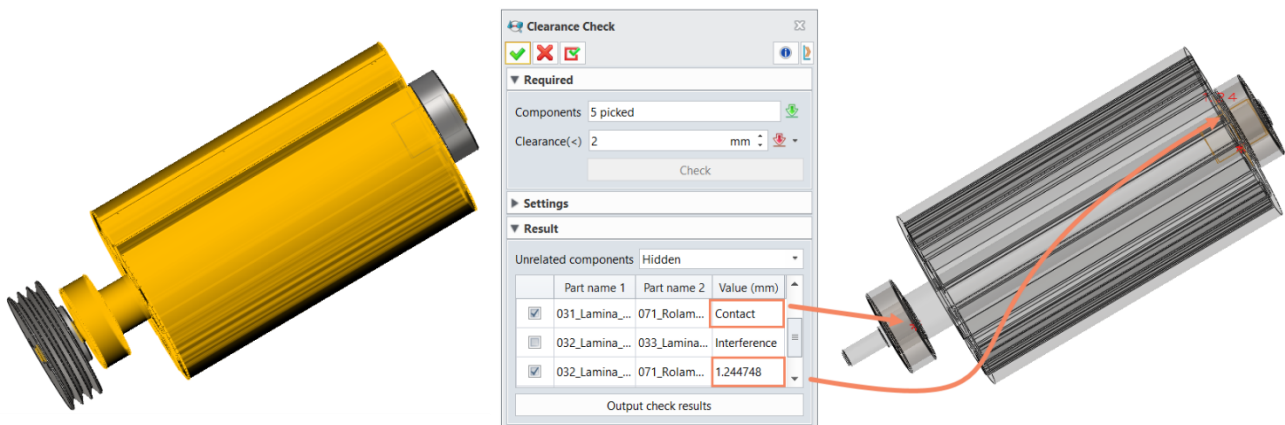 Clearance Check
Required
Components 5 picked
Clearance(<) 2 mm
Check
Settings
Result
Unrelated components Hidden
Part name 1 Part name 2 Value (mm)
031_Lamina_... 071_Rolam... Contact
032_Lamina_... 033_Lamina... Interference
032_Lamina_... 071_Rolam... 1.244748
Output check results